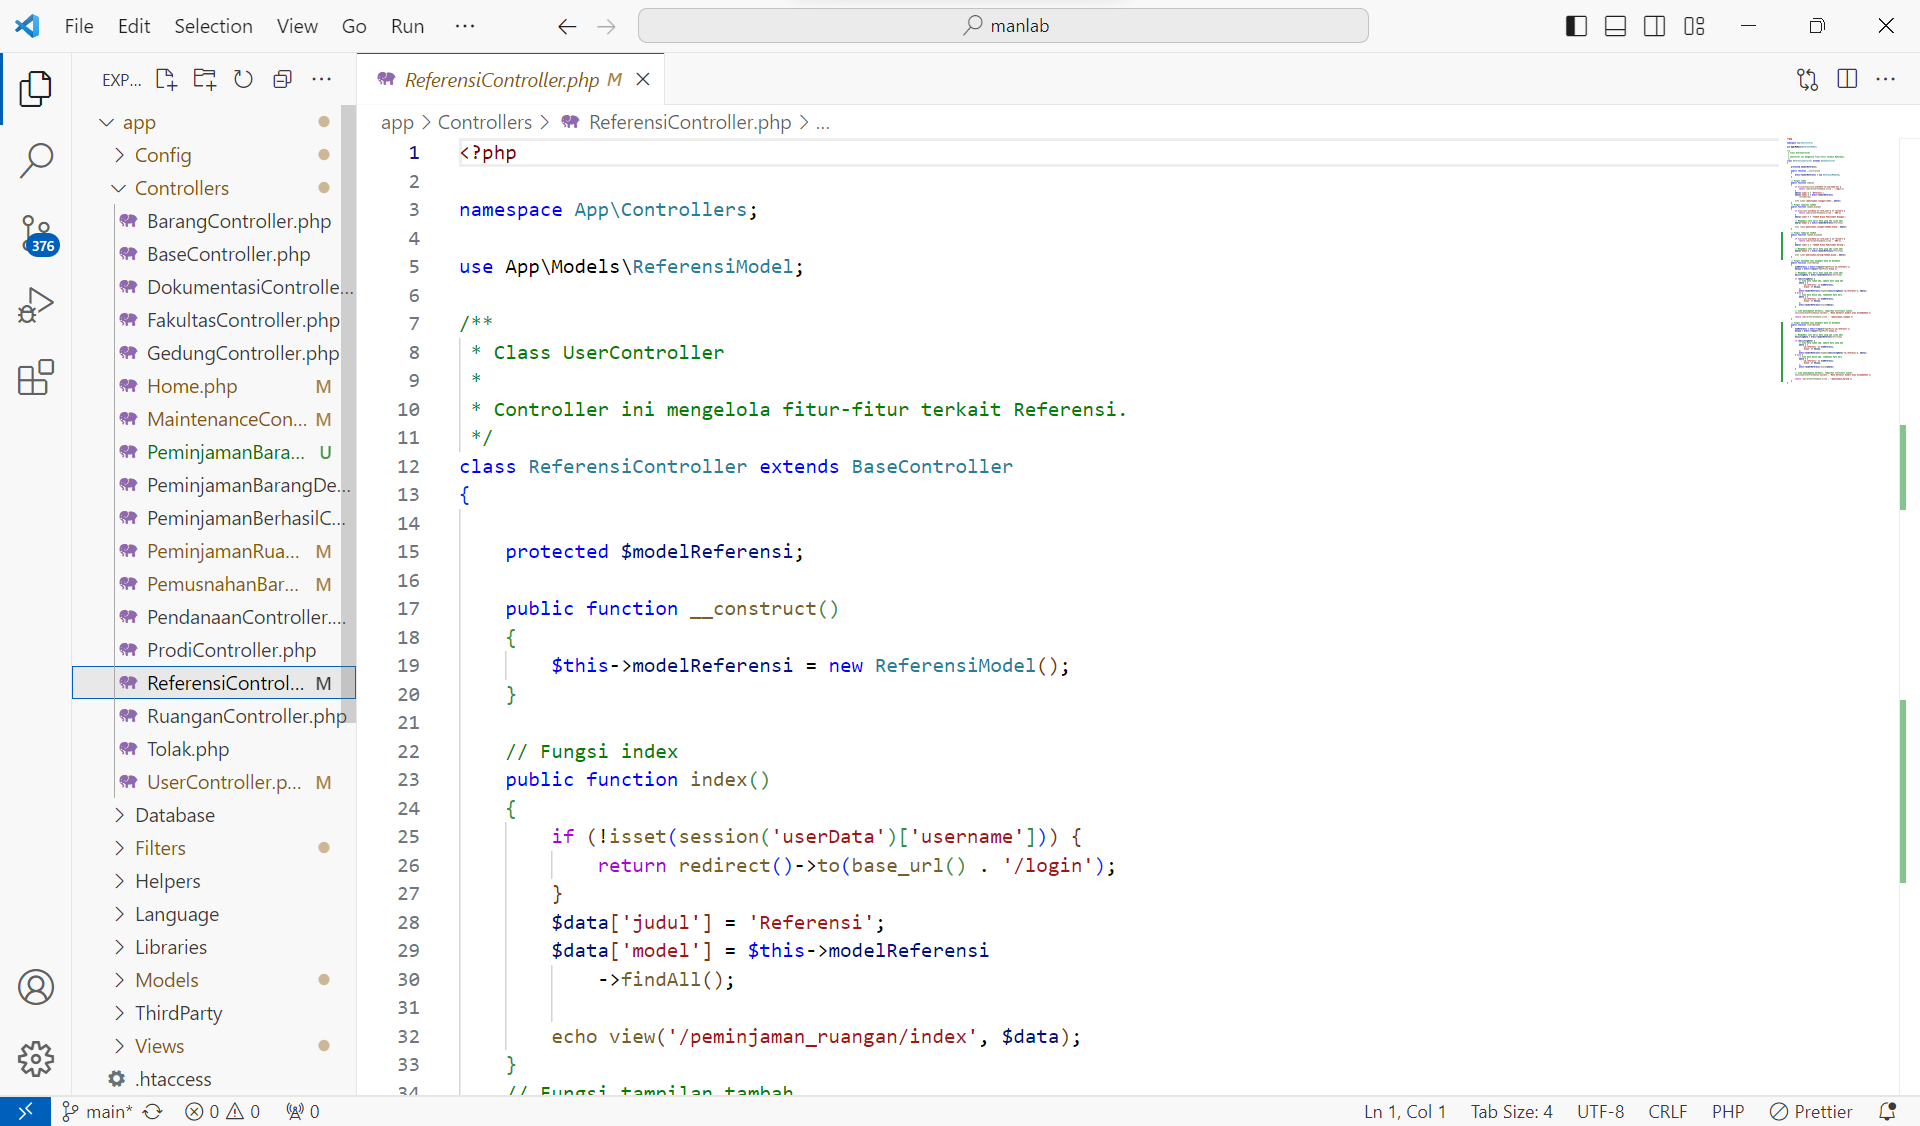 File Edit Selection View Go Run ···
manlab
EXP...
ReferensiController.php M
app > Controllers > ReferensiController.php > ...
app
Config
Controllers
BarangController.php
BaseController.php
DokumentasiControlle...
FakultasController.php
GedungController.php
Home.php M
MaintenanceCon... M
PeminjamanBara... U
PeminjamanBarangDe...
PeminjamanBerhasilC...
PeminjamanRua... M
PemusnahanBar... M
PendanaanController....
ProdiController.php
ReferensiControl... M
RuanganController.php
Tolak.php
UserController.p... M
Database
Filters
Helpers
Language
Libraries
Models
ThirdParty
Views
.htaccess
376
1 <?php
2
3 namespace App\Controllers;
4
5 use App\Models\ReferensiModel;
6
7 /**
8 * Class UserController
9 *
10 * Controller ini mengelola fitur-fitur terkait Referensi.
11 */
12 class ReferensiController extends BaseController
13 {
14
15 protected $modelReferensi;
16
17 public function __construct()
18 {
19 $this->modelReferensi = new ReferensiModel();
20 }
21
22 // Fungsi index
23 public function index()
24 {
25 if (!isset(session('userData')['username'])) {
26 return redirect()->to(base_url() . '/login');
27 }
28 $data['judul'] = 'Referensi';
29 $data['model'] = $this->modelReferensi
30 ->findAll();
31
32 echo view('/peminjaman_ruangan/index', $data);
33 }
34 // Fungsi tampilan tambah
main* 0 0 0
Ln 1, Col 1 Tab Size: 4 UTF-8 CRLF PHP Prettier